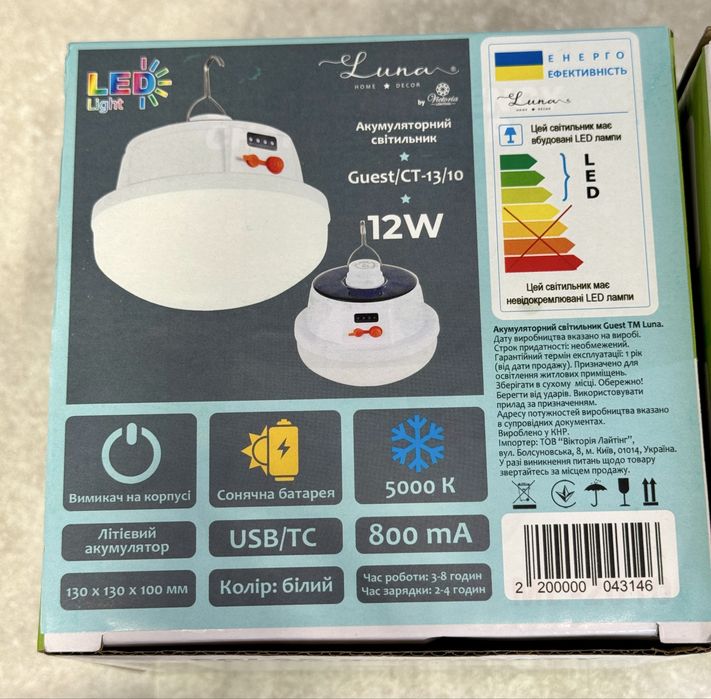 LED
Light
Luna®
HOME ★ DECOR
by Victoria
Акумуляторний
світильник
Guest/CT-13/10
12W
ЕНЕРГО
ЕФЕКТИВНІСТЬ
Luna®
HOME ★ DECOR
Цей світильник має
вбудовані LED лампи
LED
Цей світильник має
невідокремлювані LED лампи
Акумуляторний світильник Guest ТМ Luna.
Дату виробництва вказано на виробі.
Строк придатності: необмежений.
Гарантійний термін експлуатації: 1 рік
(від дати продажу). Призначено для
освітлення житлових приміщень.
Зберігати в сухому місці. Обережно!
Берегти від ударів. Використовувати
прилад за призначенням.
Адресу потужностей виробництва вказано
в супровідних документах.
Вироблено у КНР.
Імпортер: ТОВ "Вікторія Лайтінг",
вул. Болсуновська, 8, м. Київ, 01014, Україна.
У разі виникнення питань щодо товару
звертайтесь за місцем продажу.
Вимикач на корпусі
Сонячна батарея
5000 К
Літієвий
акумулятор
USB/TC
800 mA
130 х 130 х 100 мм
Колір: білий
Час роботи: 3-8 годин
Час зарядки: 2-4 годин
2 200000 043146